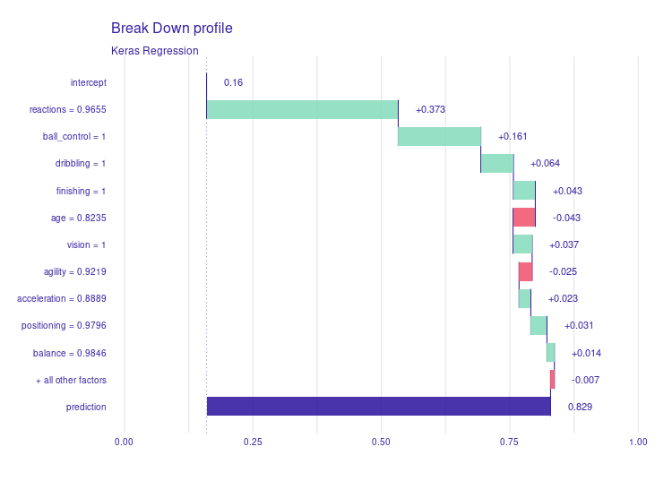 Break Down profile
Keras Regression
intercept 0.16
reactions = 0.9655 +0.373
ball_control = 1 +0.161
dribbling = 1 +0.064
finishing = 1 +0.043
age = 0.8235 -0.043
vision = 1 +0.037
agility = 0.9219 -0.025
acceleration = 0.8889 +0.023
positioning = 0.9796 +0.031
balance = 0.9846 +0.014
+ all other factors -0.007
prediction 0.829
0.00 0.25 0.50 0.75 1.00